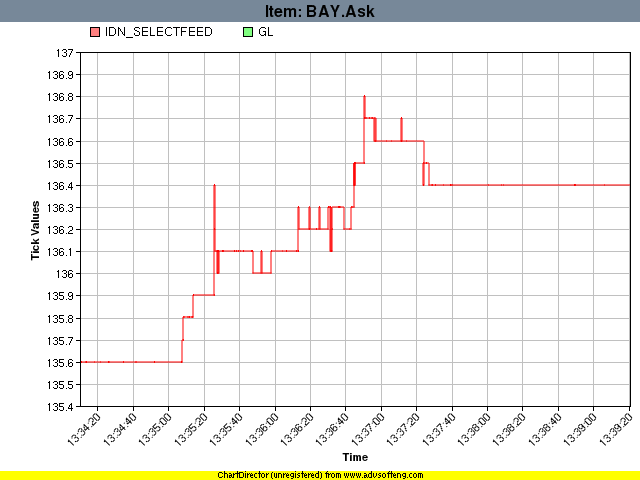 Item: BAY.Ask
IDN_SELECTFEED GL
137
136.9
136.8
136.7
136.6
136.5
136.4
136.3
136.2
136.1
136
135.9
135.8
135.7
135.6
135.5
135.4
Tick Values
13:34:20 13:34:40 13:35:00 13:35:20 13:35:40 13:36:00 13:36:20 13:36:40 13:37:00 13:37:20 13:37:40 13:38:00 13:38:20 13:38:40 13:39:00 13:39:20
Time
ChartDirector (unregistered) from www.advsofteng.com